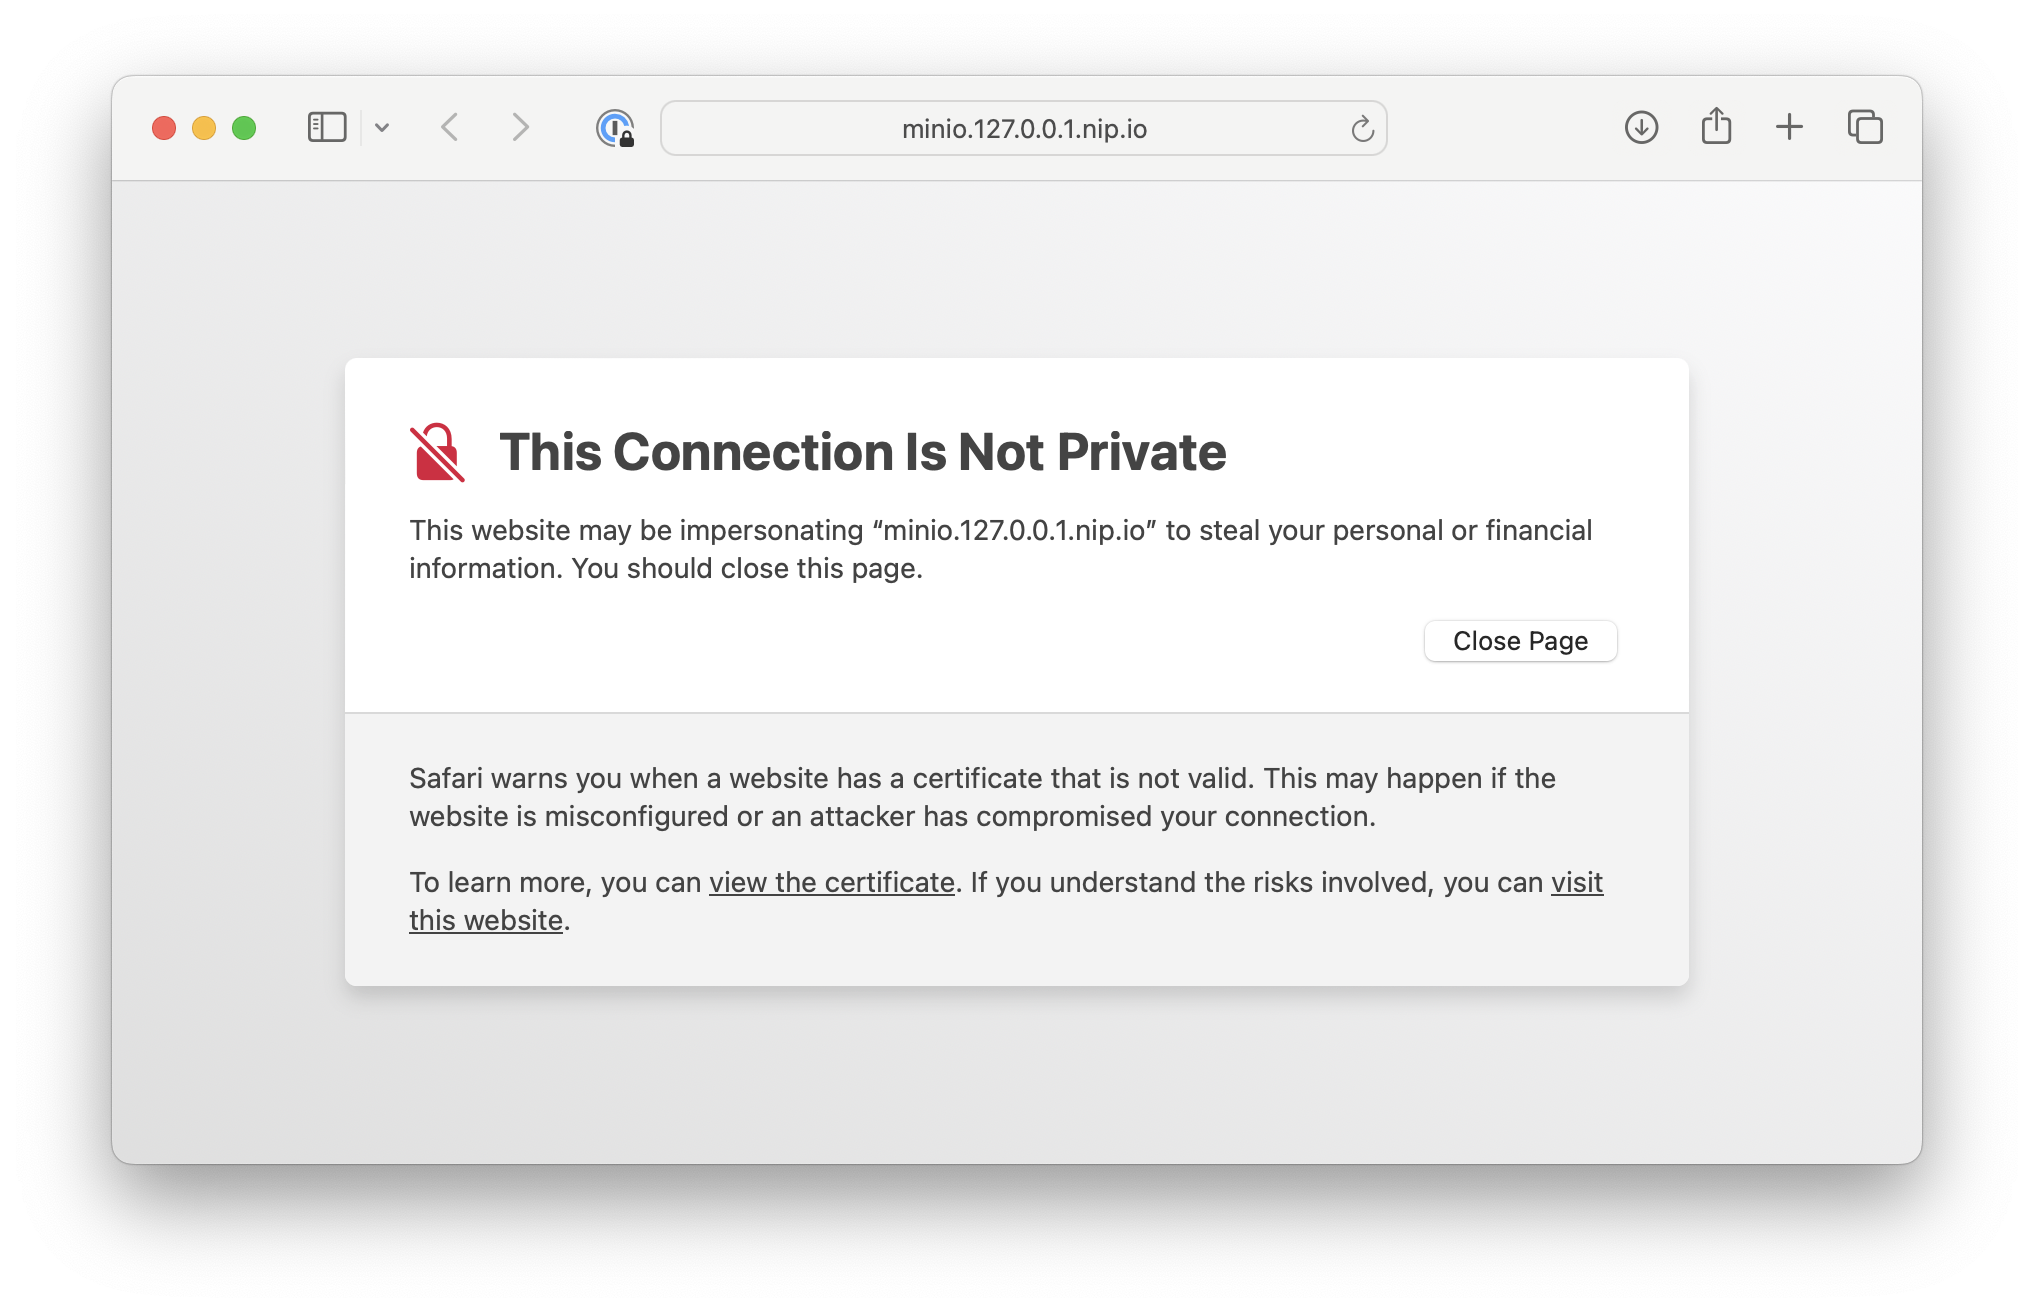 minio.127.0.0.1.nip.io
This Connection Is Not Private
This website may be impersonating “minio.127.0.0.1.nip.io” to steal your personal or financial
information. You should close this page.
Close Page
Safari warns you when a website has a certificate that is not valid. This may happen if the
website is misconfigured or an attacker has compromised your connection.
To learn more, you can view the certificate. If you understand the risks involved, you can visit
this website.